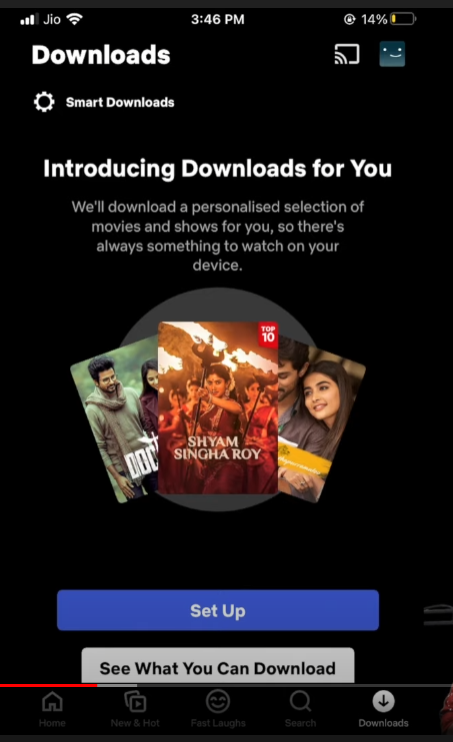 Jio 3:46 PM 14%
Downloads
Smart Downloads
Introducing Downloads for You
We'll download a personalised selection of
movies and shows for you, so there's
always something to watch on your
device.
TOP
10
SHYAM
SINGHA ROY
Set Up
See What You Can Download
Home New & Hot Fast Laughs Search Downloads